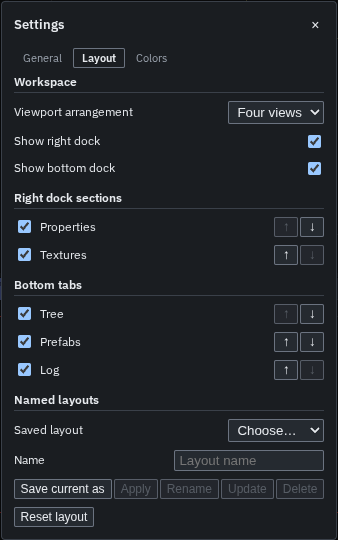 Settings ×
General Layout Colors
Workspace
Viewport arrangement Four views
Show right dock
Show bottom dock
Right dock sections
Properties ↑ ↓
Textures ↑ ↓
Bottom tabs
Tree ↑ ↓
Prefabs ↑ ↓
Log ↑ ↓
Named layouts
Saved layout Choose...
Name Layout name
Save current as Apply Rename Update Delete
Reset layout